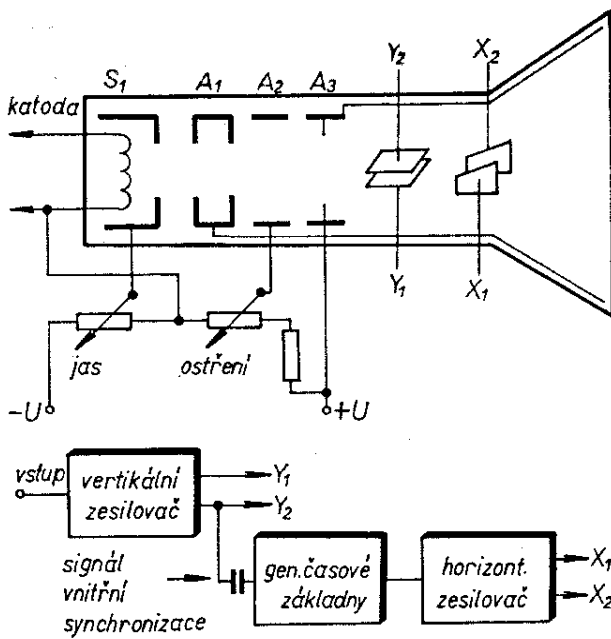 Y₂
X₂
S₁ A₁ A₂ A₃
katoda
Y₁
X₁
jas
ostření
-U
+U
vstup
vertikální
zesilovač
Y₁
Y₂
signál
vnitřní
synchronizace
gen. časové
základny
horizont.
zesilovač
X₁
X₂